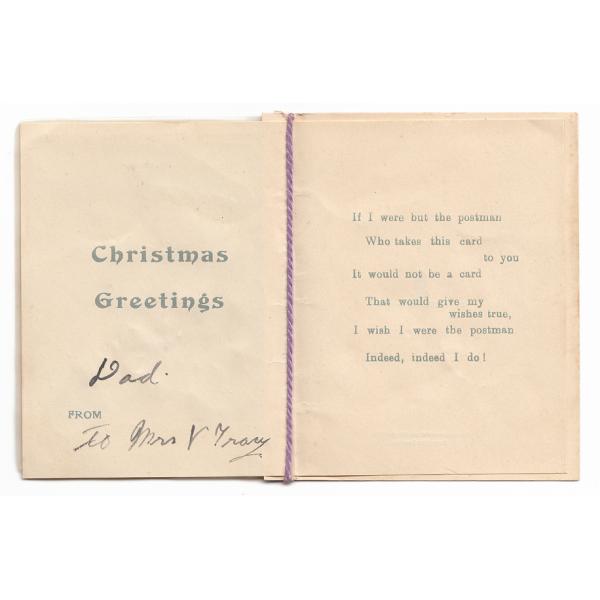 Christmas
Greetings
Dad.
FROM
To Mrs V Tracy
If I were but the postman
Who takes this card
to you
It would not be a card
That would give my
wishes true,
I wish I were the postman
Indeed, indeed I do!